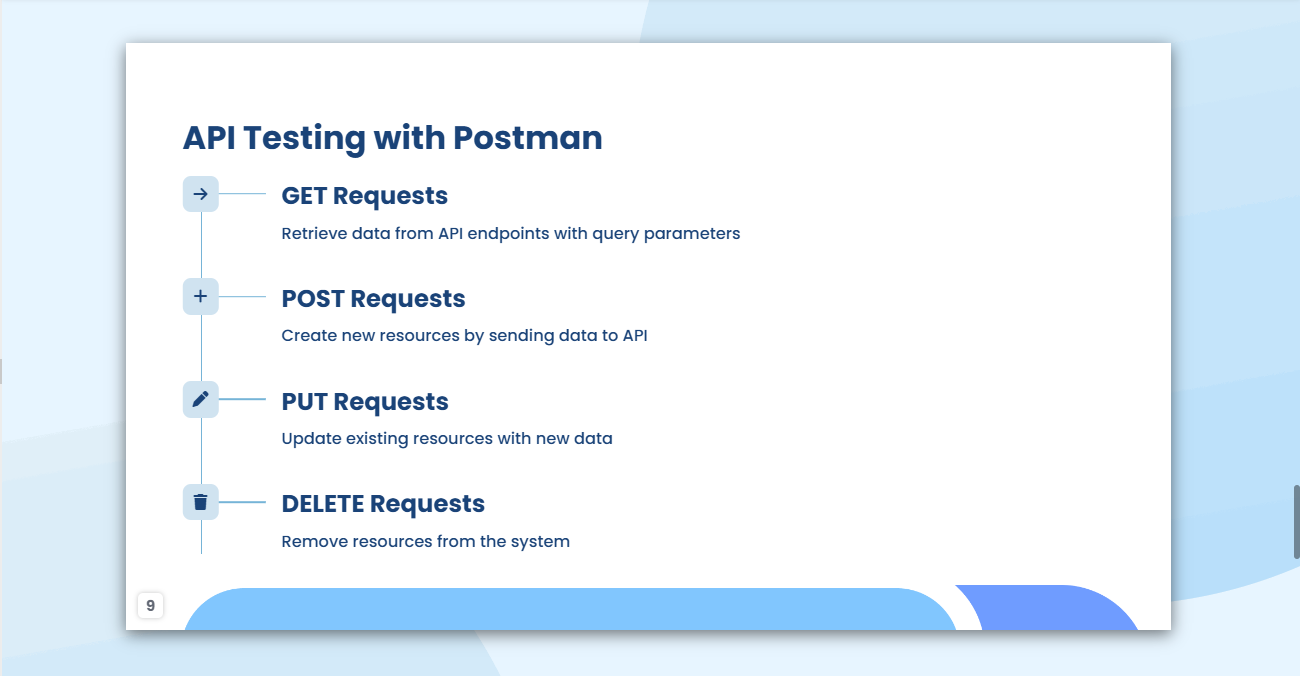 API Testing with Postman
GET Requests
Retrieve data from API endpoints with query parameters
POST Requests
Create new resources by sending data to API
PUT Requests
Update existing resources with new data
DELETE Requests
Remove resources from the system
9